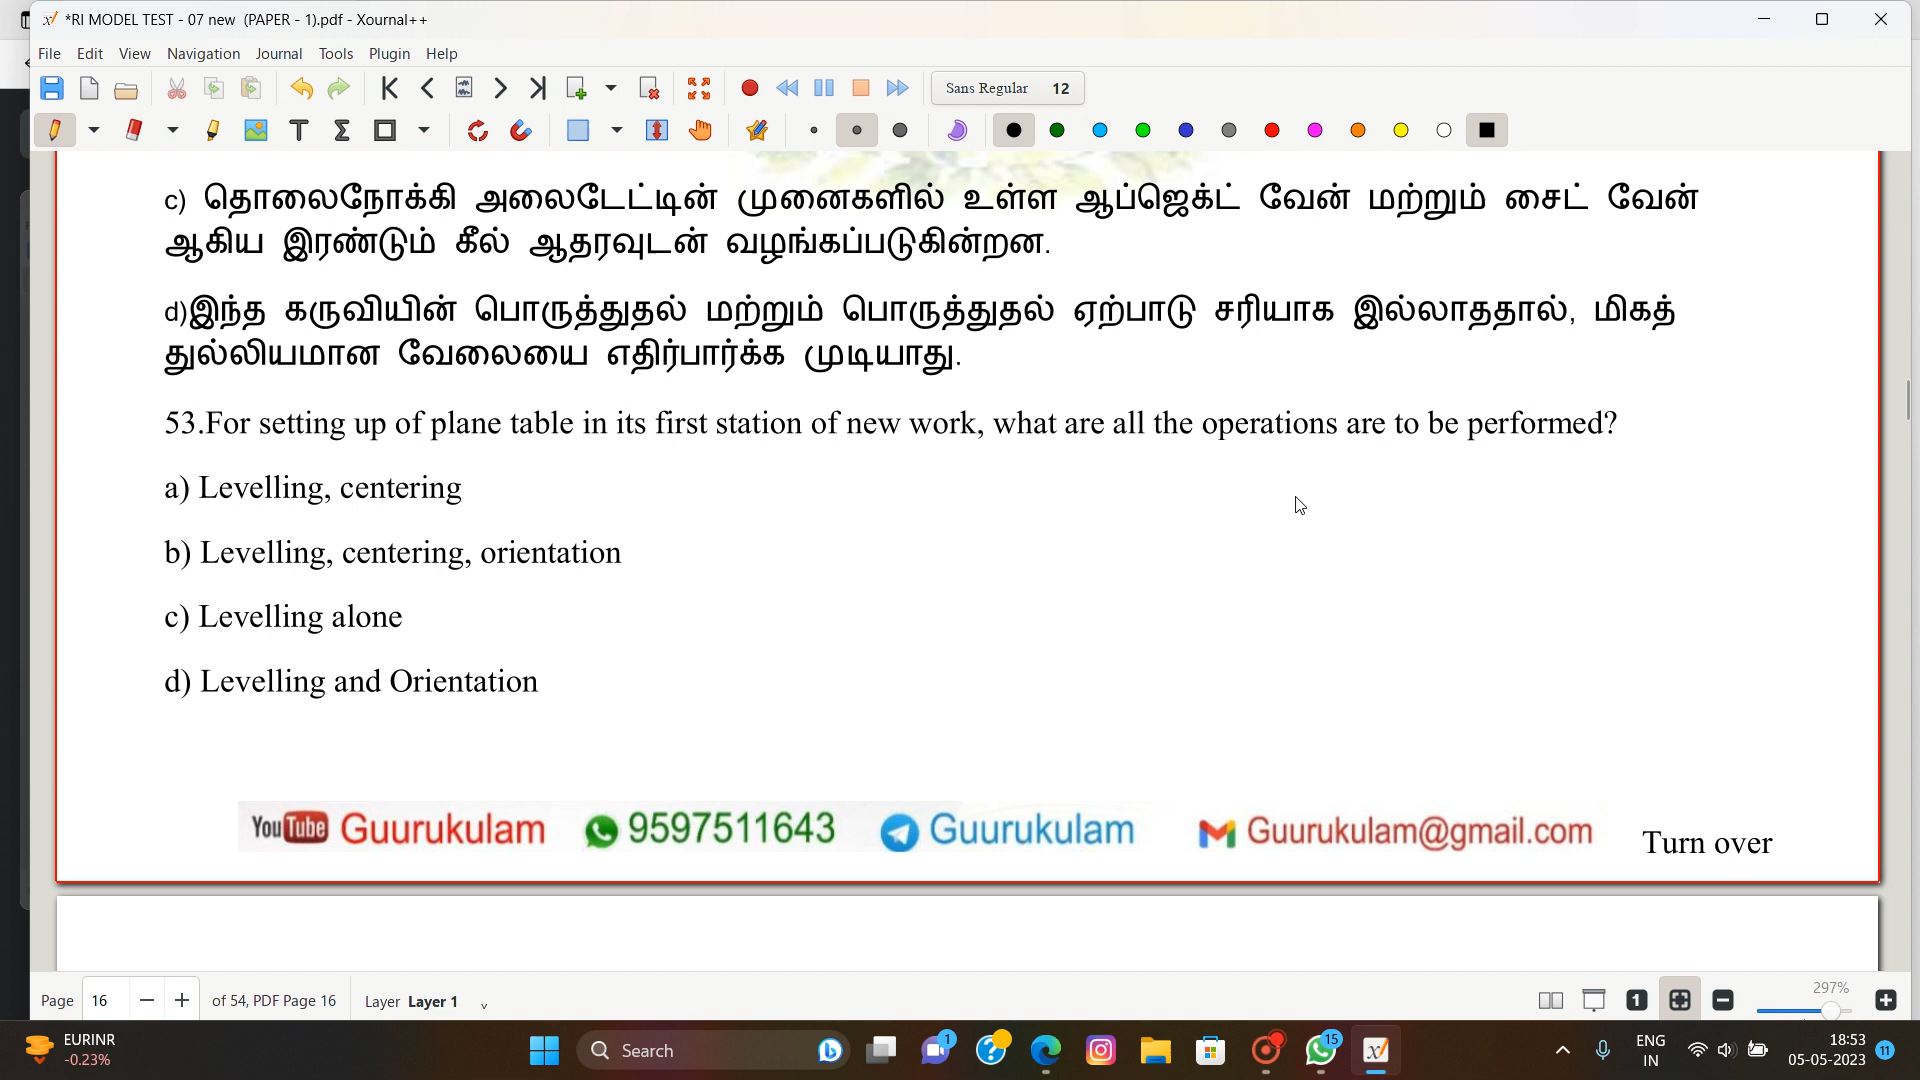 *RI MODEL TEST - 07 new (PAPER - 1).pdf - Xournal++
File Edit View Navigation Journal Tools Plugin Help
Sans Regular 12
c) தொலைநோக்கி அலைடேட்டின் முனைகளில் உள்ள ஆப்ஜெக்ட் வேன் மற்றும் சைட் வேன்
ஆகிய இரண்டும் கீல் ஆதரவுடன் வழங்கப்படுகின்றன.
d)இந்த கருவியின் பொருத்துதல் மற்றும் பொருத்துதல் ஏற்பாடு சரியாக இல்லாததால், மிகத்
துல்லியமான வேலையை எதிர்பார்க்க முடியாது.
53.For setting up of plane table in its first station of new work, what are all the operations are to be performed?
a) Levelling, centering
b) Levelling, centering, orientation
c) Levelling alone
d) Levelling and Orientation
YouTube Guurukulam 9597511643 Guurukulam Guurukulam@gmail.com Turn over
Page 16 of 54, PDF Page 16 Layer Layer 1 297%
EURINR
-0.23%
Search
1
15
ENG
IN
18:53
05-05-2023
11